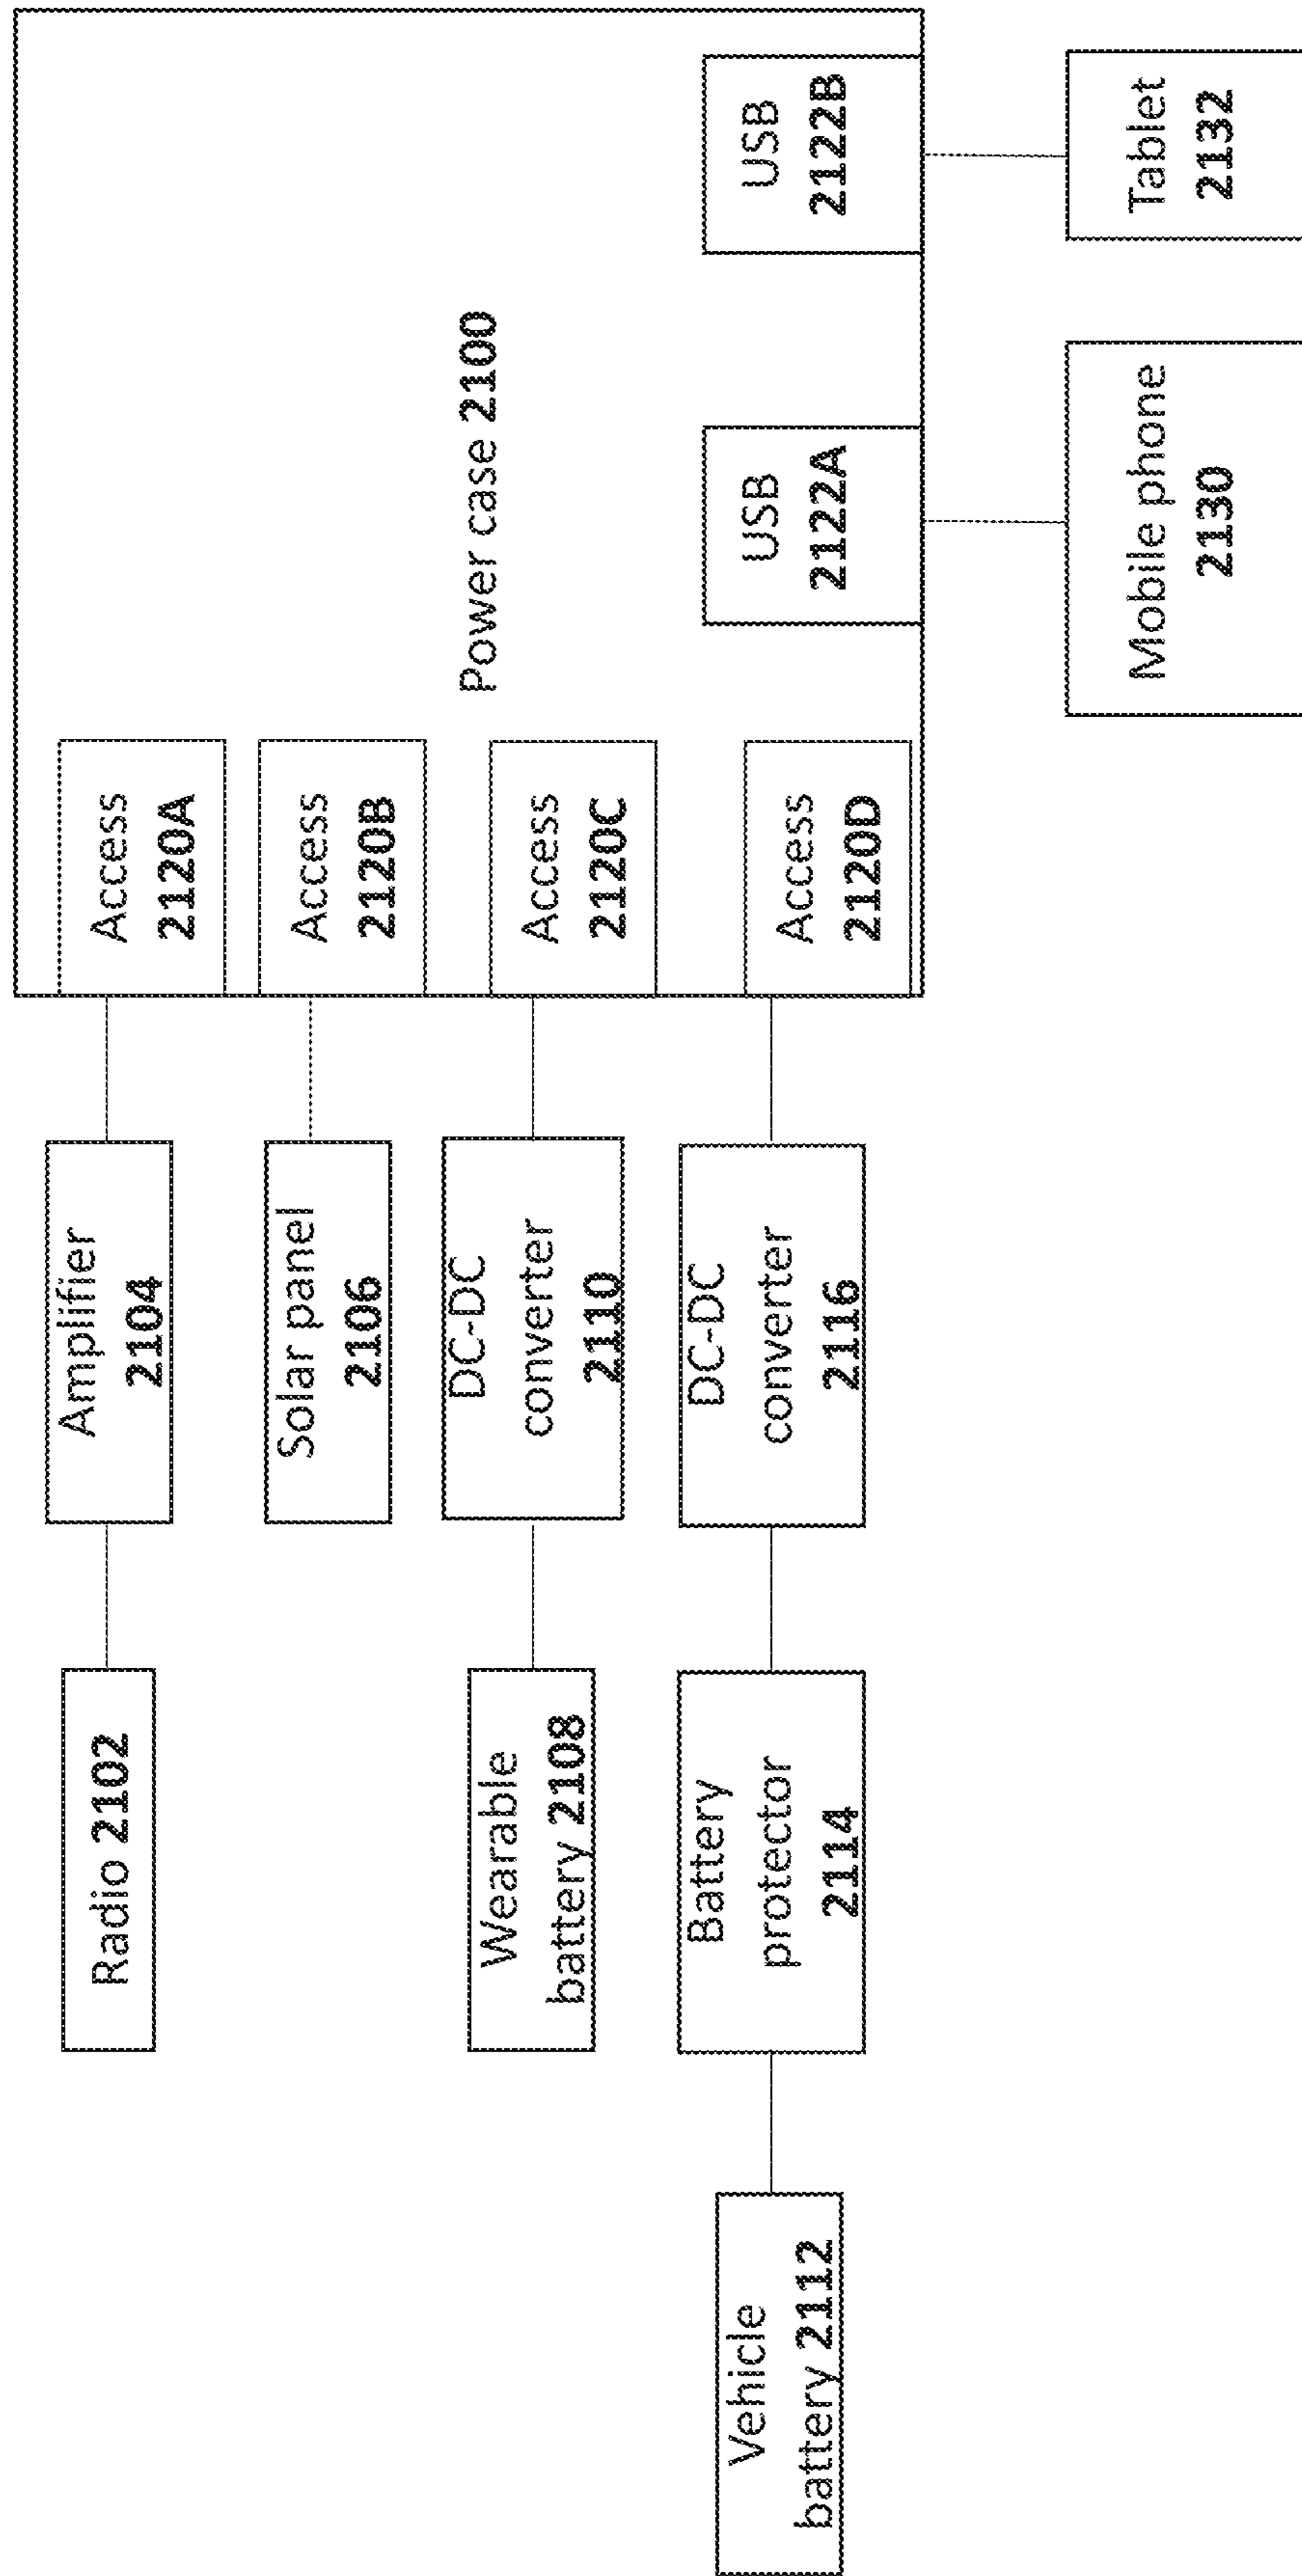 Vehicle
battery 2112
Radio 2102
Wearable
battery 2108
Battery
protector
2114
Amplifier
2104
Solar panel
2106
DC-DC
converter
2110
DC-DC
converter
2116
Access
2120A
Access
2120B
Access
2120C
Access
2120D
Power case 2100
USB
2122A
USB
2122B
Mobile phone
2130
Tablet
2132